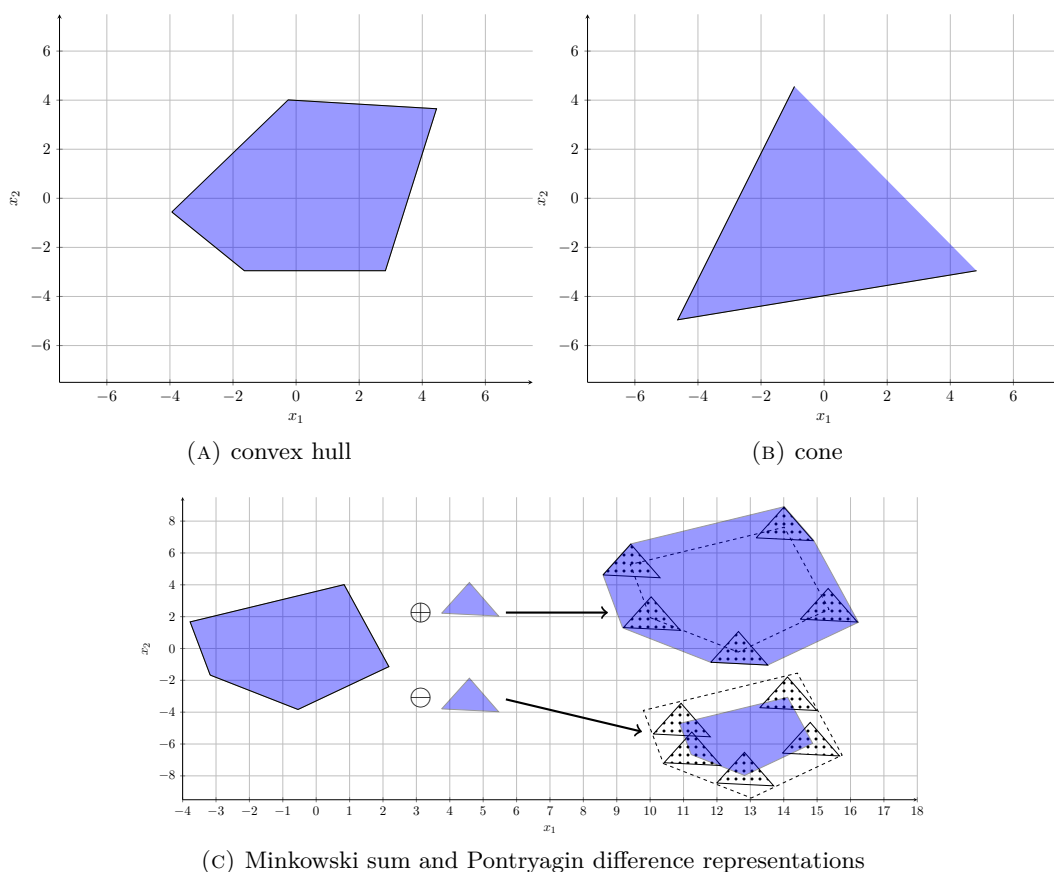 6
4
2
0
−2
−4
−6
x2
−6 −4 −2 0 2 4 6
x1
(A) convex hull
6
4
2
0
−2
−4
−6
x2
−6 −4 −2 0 2 4 6
x1
(B) cone
8
6
4
2
0
−2
−4
−6
−8
x2
−4 −3 −2 −1 0 1 2 3 4 5 6 7 8 9 10 11 12 13 14 15 16 17 18
x1
(C) Minkowski sum and Pontryagin difference representations